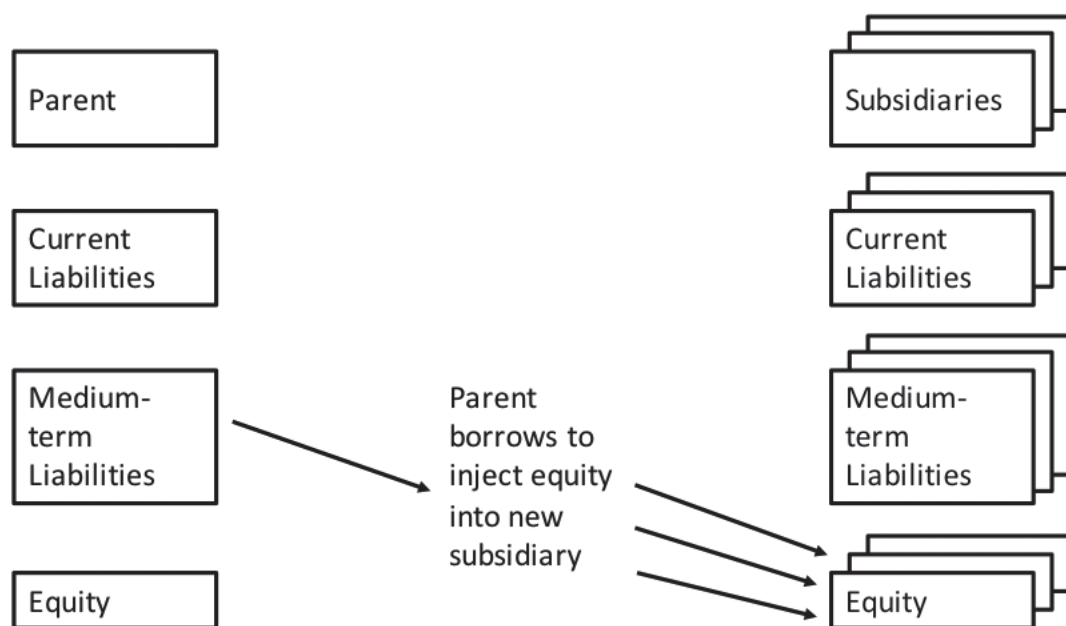 Parent
Subsidiaries
Current
Liabilities
Current
Liabilities
Medium-
term
Liabilities
Parent
borrows to
inject equity
into new
subsidiary
Medium-
term
Liabilities
Equity
Equity